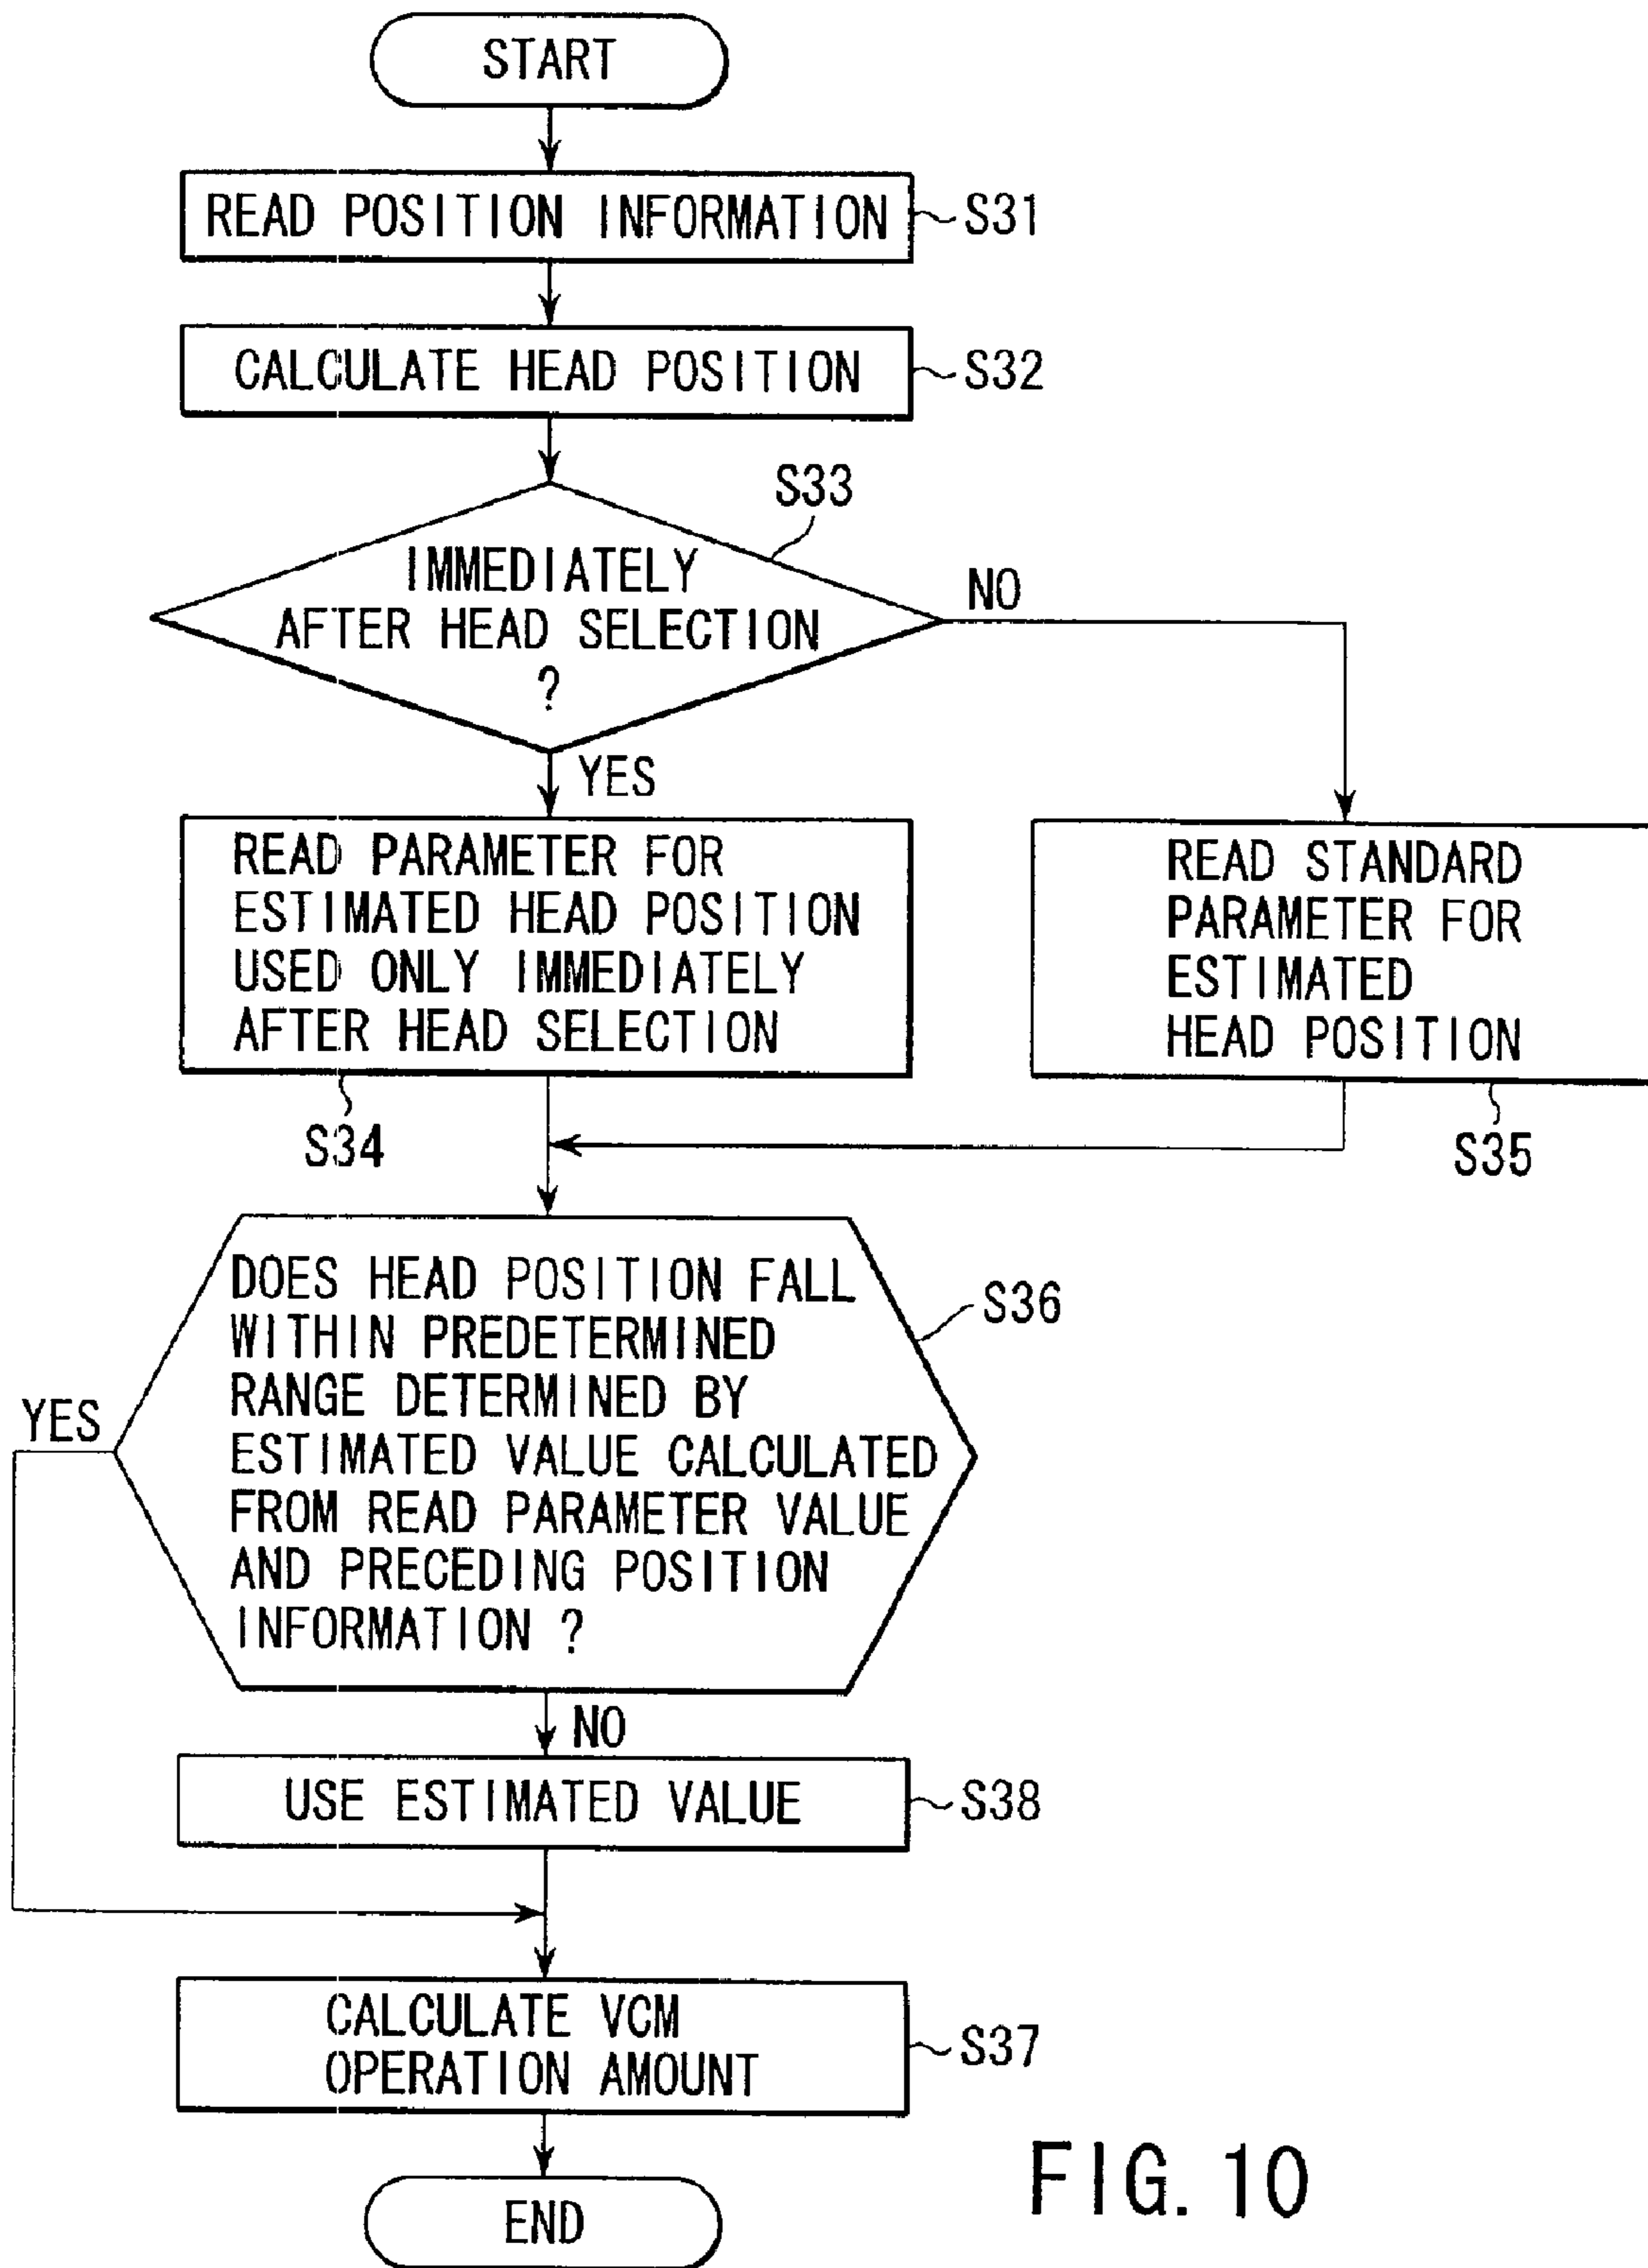 START
READ POSITION INFORMATION
S31
CALCULATE HEAD POSITION
S32
S33
IMMEDIATELY
AFTER HEAD SELECTION
?
NO
YES
READ PARAMETER FOR
ESTIMATED HEAD POSITION
USED ONLY IMMEDIATELY
AFTER HEAD SELECTION
S34
READ STANDARD
PARAMETER FOR
ESTIMATED
HEAD POSITION
S35
DOES HEAD POSITION FALL
WITHIN PREDETERMINED
RANGE DETERMINED BY
ESTIMATED VALUE CALCULATED
FROM READ PARAMETER VALUE
AND PRECEDING POSITION
INFORMATION ?
S36
YES
NO
USE ESTIMATED VALUE
S38
CALCULATE VCM
OPERATION AMOUNT
S37
END
FIG. 10